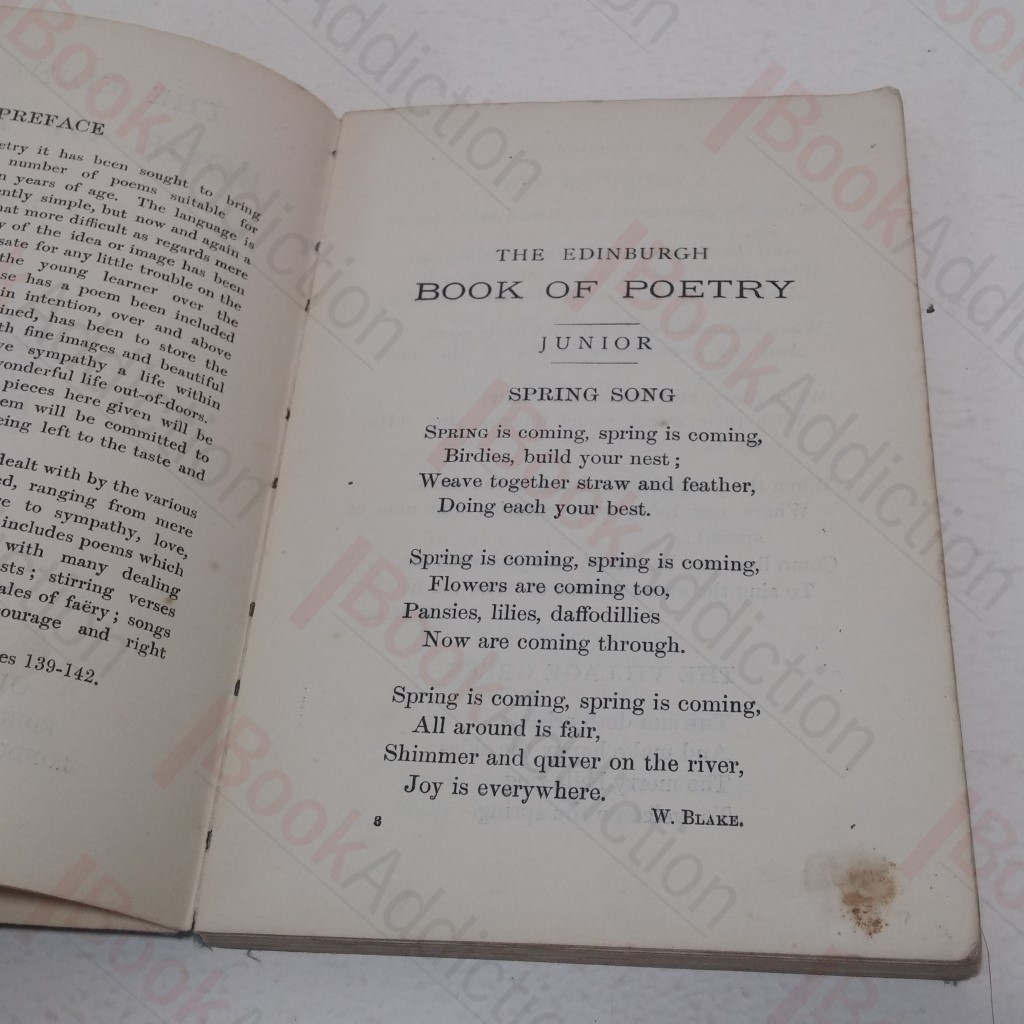 PREFACE
etry it has been sought to bring
number of poems suitable for
n years of age. The language is
ently simple, but now and again a
hat more difficult as regards mere
y of the idea or image has been
sate for any little trouble on the
the young learner over the
se has a poem been included
in intention, over and above
ined, has been to store the
th fine images and beautiful
ve sympathy a life within
wonderful life out-of-doors.
pieces here given will be
em will be committed to
eing left to the taste and
dealt with by the various
ed, ranging from mere
e to sympathy, love,
includes poems which
with many dealing
sts; stirring verses
ales of faëry; songs
ourage and right
es 139-142.
THE EDINBURGH
BOOK OF POETRY
JUNIOR
SPRING SONG
SPRING is coming, spring is coming,
Birdies, build your nest;
Weave together straw and feather,
Doing each your best.
Spring is coming, spring is coming,
Flowers are coming too,
Pansies, lilies, daffodillies
Now are coming through.
Spring is coming, spring is coming,
All around is fair,
Shimmer and quiver on the river,
Joy is everywhere.
W. BLAKE.
3
BookAddiction